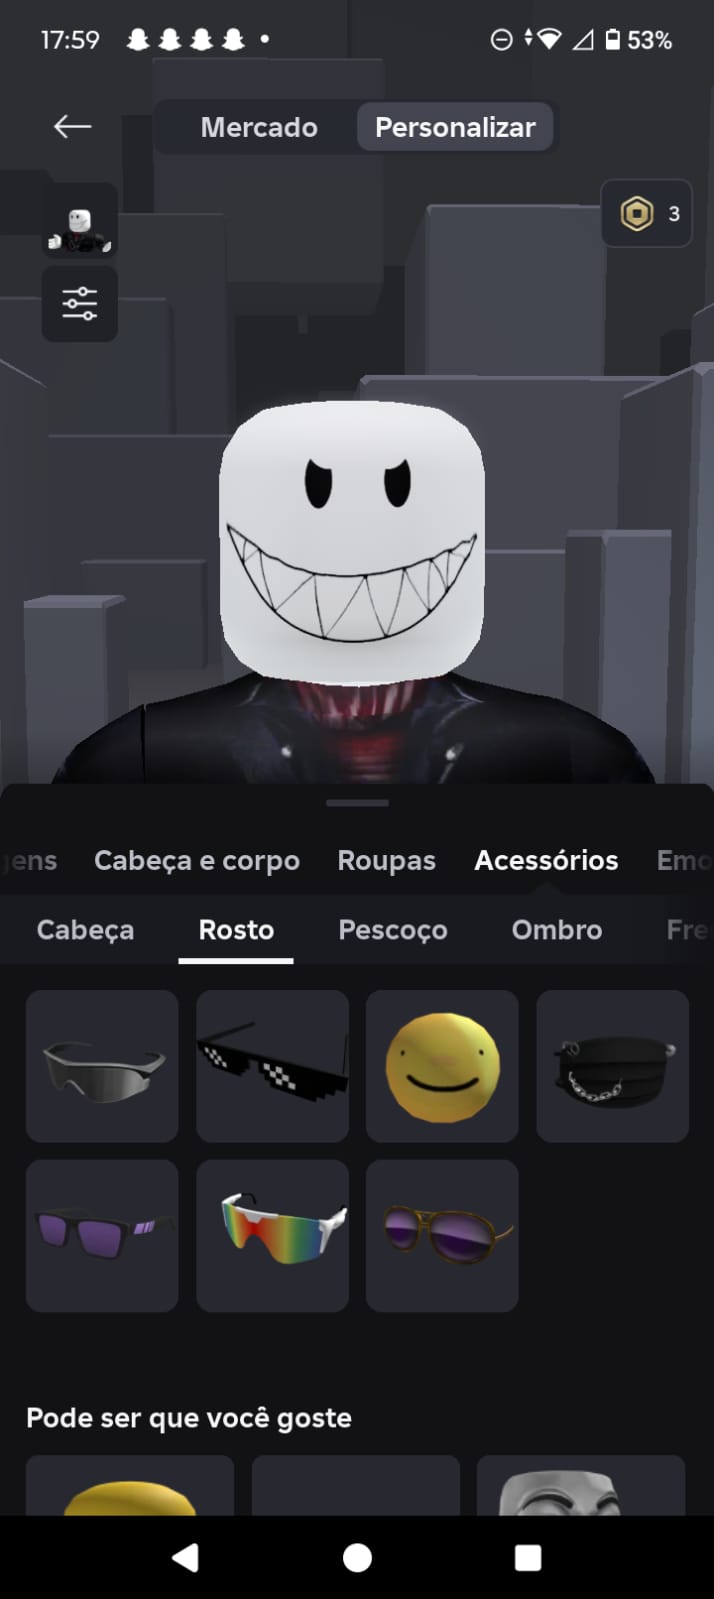 17:59
53%
Mercado
Personalizar
3
gens
Cabeça e corpo
Roupas
Acessórios
Emo
Cabeça
Rosto
Pescoço
Ombro
Fre
Pode ser que você goste